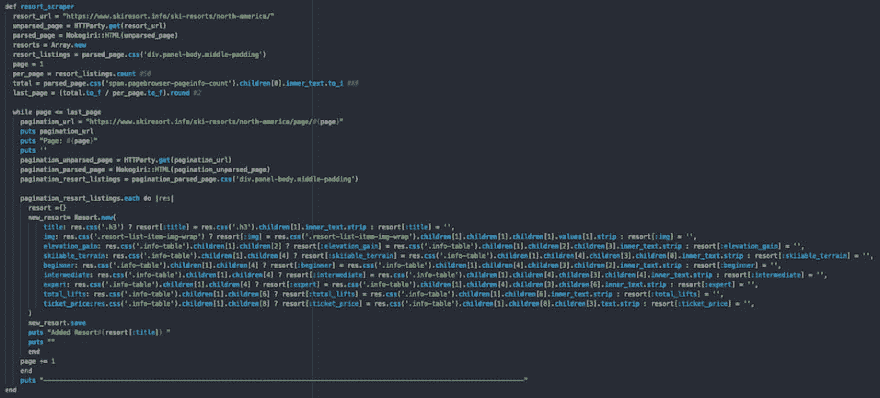 def resort_scraper
resort_url = "https://www.skiresort.info/ski-resorts/north-america/"
unparsed_page = HTTParty.get(resort_url)
parsed_page = Nokogiri::HTML(unparsed_page)
resorts = Array.new
resort_listings = parsed_page.css('div.panel-body.middle-padding')
page = 1
per_page = resort_listings.count #50
total = parsed_page.css('span.pagebrowser-pageinfo-count').children[0].inner_text.to_i ###
last_page = (total.to_f / per_page.to_f).round #2
while page <= last_page
pagination_url = "https://www.skiresort.info/ski-resorts/north-america/page/#{page}"
puts pagination_url
puts "Page: #{page}"
puts ''
pagination_unparsed_page = HTTParty.get(pagination_url)
pagination_parsed_page = Nokogiri::HTML(pagination_unparsed_page)
pagination_resort_listings = pagination_parsed_page.css('div.panel-body.middle-padding')
pagination_resort_listings.each do |res|
resort ={}
new_resort= Resort.new(
title: res.css('.h3') ? resort[:title] = res.css('.h3').children[1].inner_text.strip : resort[:title] = '',
img: res.css('.resort-list-item-img-wrap') ? resort[:img] = res.css('.resort-list-item-img-wrap').children[1].children[1].children[1].values[1].strip : resort[:img] = '',
elevation_gain: res.css('.info-table').children[1].children[2] ? resort[:elevation_gain] = res.css('.info-table').children[1].children[2].children[3].inner_text.strip : resort[:elevation_gain] = '',
skiiable_terrain: res.css('.info-table').children[1].children[4] ? resort[:skiiable_terrain] = res.css('.info-table').children[1].children[4].children[3].children[0].inner_text.strip : resort[:skiiable_terrain] = '',
beginner: res.css('.info-table').children[1].children[4] ? resort[:beginner] = res.css('.info-table').children[1].children[4].children[3].children[2].inner_text.strip : resort[:beginner] = '',
intermediate: res.css('.info-table').children[1].children[4] ? resort[:intermediate] = res.css('.info-table').children[1].children[4].children[3].children[4].inner_text.strip : resort[:intermediate] = '',
expert: res.css('.info-table').children[1].children[4] ? resort[:expert] = res.css('.info-table').children[1].children[4].children[3].children[6].inner_text.strip : resort[:expert] = '',
total_lifts: res.css('.info-table').children[1].children[6] ? resort[:total_lifts] = res.css('.info-table').children[1].children[6].inner_text.strip : resort[:total_lifts] = '',
ticket_price:res.css('.info-table').children[1].children[8] ? resort[:ticket_price] = res.css('.info-table').children[1].children[8].children[3].text.strip : resort[:ticket_price] = '',
)
new_resort.save
puts "Added Resort#{resort[:title]} "
puts ""
end
page += 1
end
puts "------------------------------------------------------------------------------------------------------------------------"
end